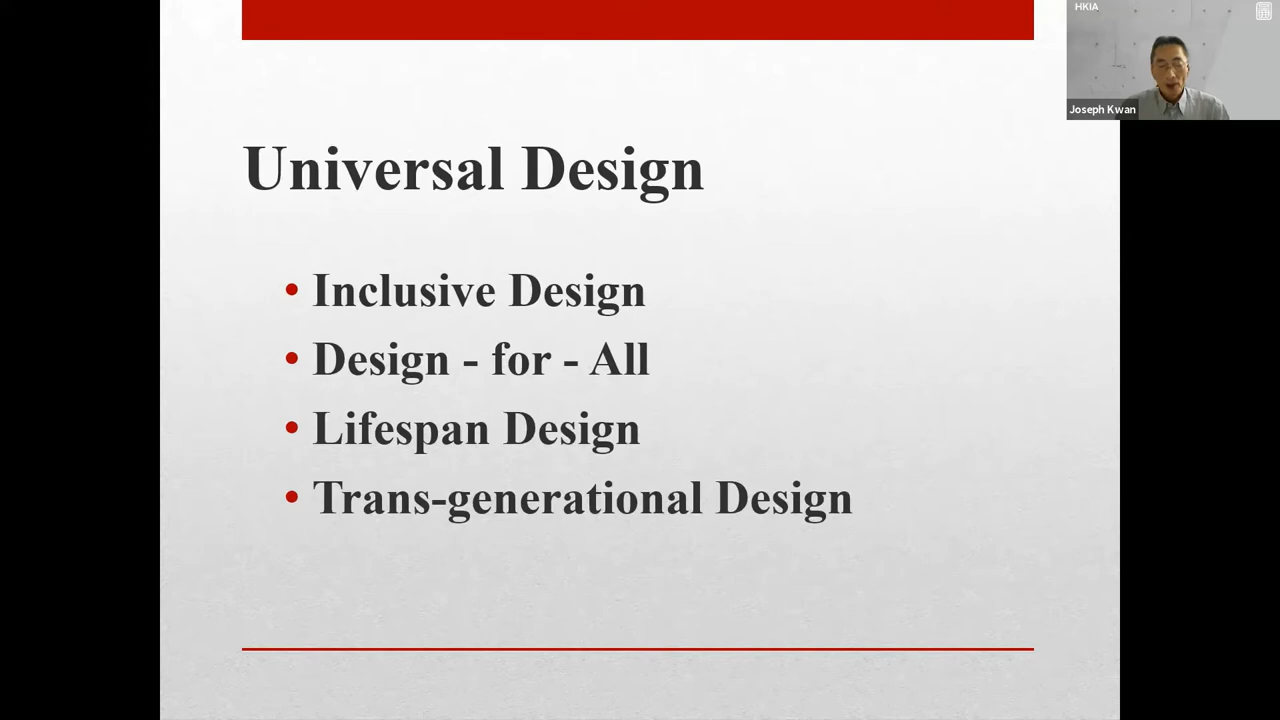 HKIA
Joseph Kwan
Universal Design
• Inclusive Design
• Design - for - All
• Lifespan Design
• Trans-generational Design